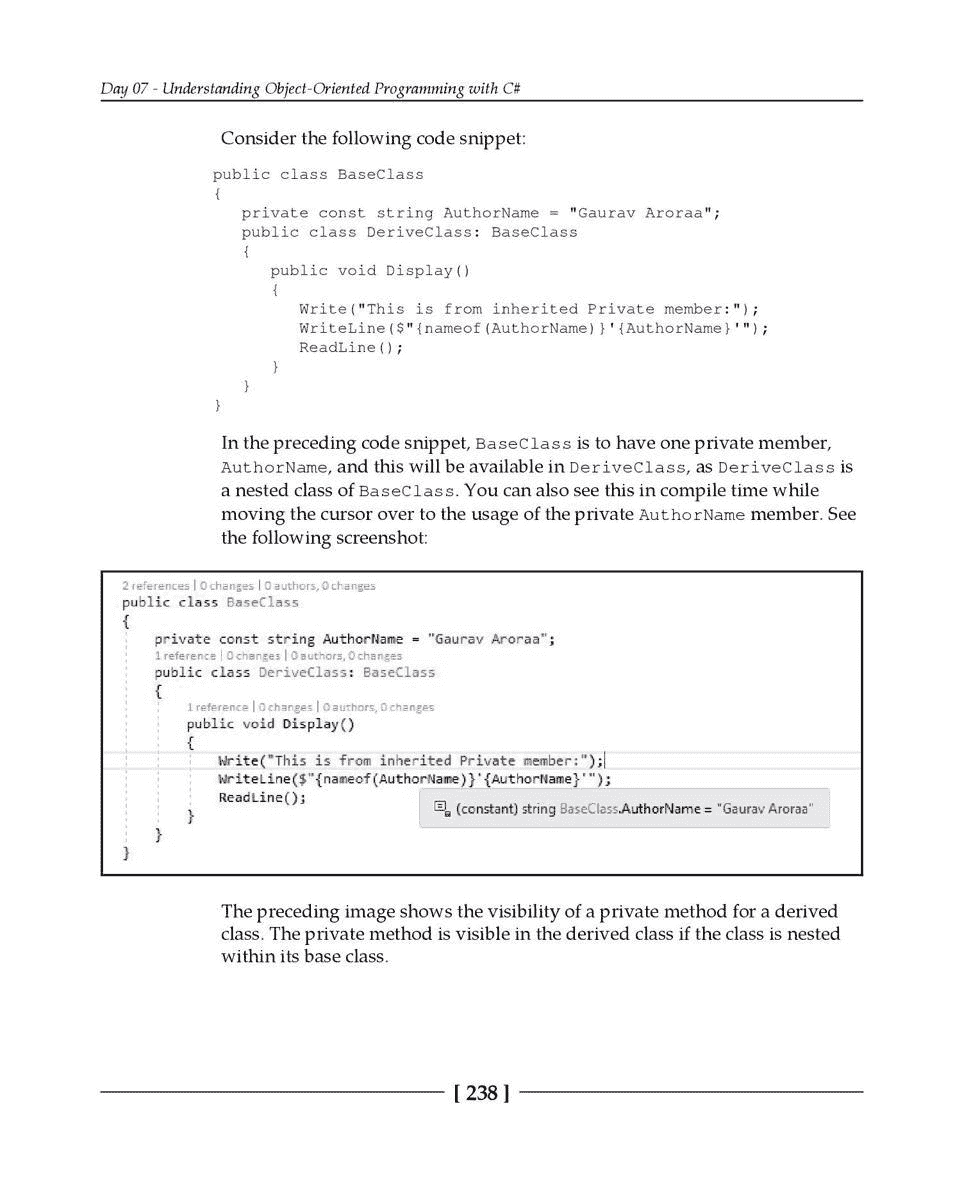 Day 07 - Understanding Object-Oriented Programming with C#
Consider the following code snippet:
public class BaseClass
{
private const string AuthorName = "Gaurav Aroraa";
public class DeriveClass: BaseClass
{
public void Display()
{
Write("This is from inherited Private member:");
WriteLine($"{nameof(AuthorName)}'{AuthorName}'");
ReadLine();
}
}
}
In the preceding code snippet, BaseClass is to have one private member,
AuthorName, and this will be available in DeriveClass, as DeriveClass is
a nested class of BaseClass. You can also see this in compile time while
moving the cursor over to the usage of the private AuthorName member. See
the following screenshot:
2 references | 0 changes | 0 authors, 0 changes
public class BaseClass
{
private const string AuthorName = "Gaurav Aroraa";
1 reference | 0 changes | 0 authors, 0 changes
public class DeriveClass: BaseClass
{
1 reference | 0 changes | 0 authors, 0 changes
public void Display()
{
Write("This is from inherited Private member:");
WriteLine($"{nameof(AuthorName)}'{AuthorName}'");
ReadLine();
(constant) string BaseClass.AuthorName = "Gaurav Aroraa"
}
}
}
The preceding image shows the visibility of a private method for a derived
class. The private method is visible in the derived class if the class is nested
within its base class.
[ 238 ]